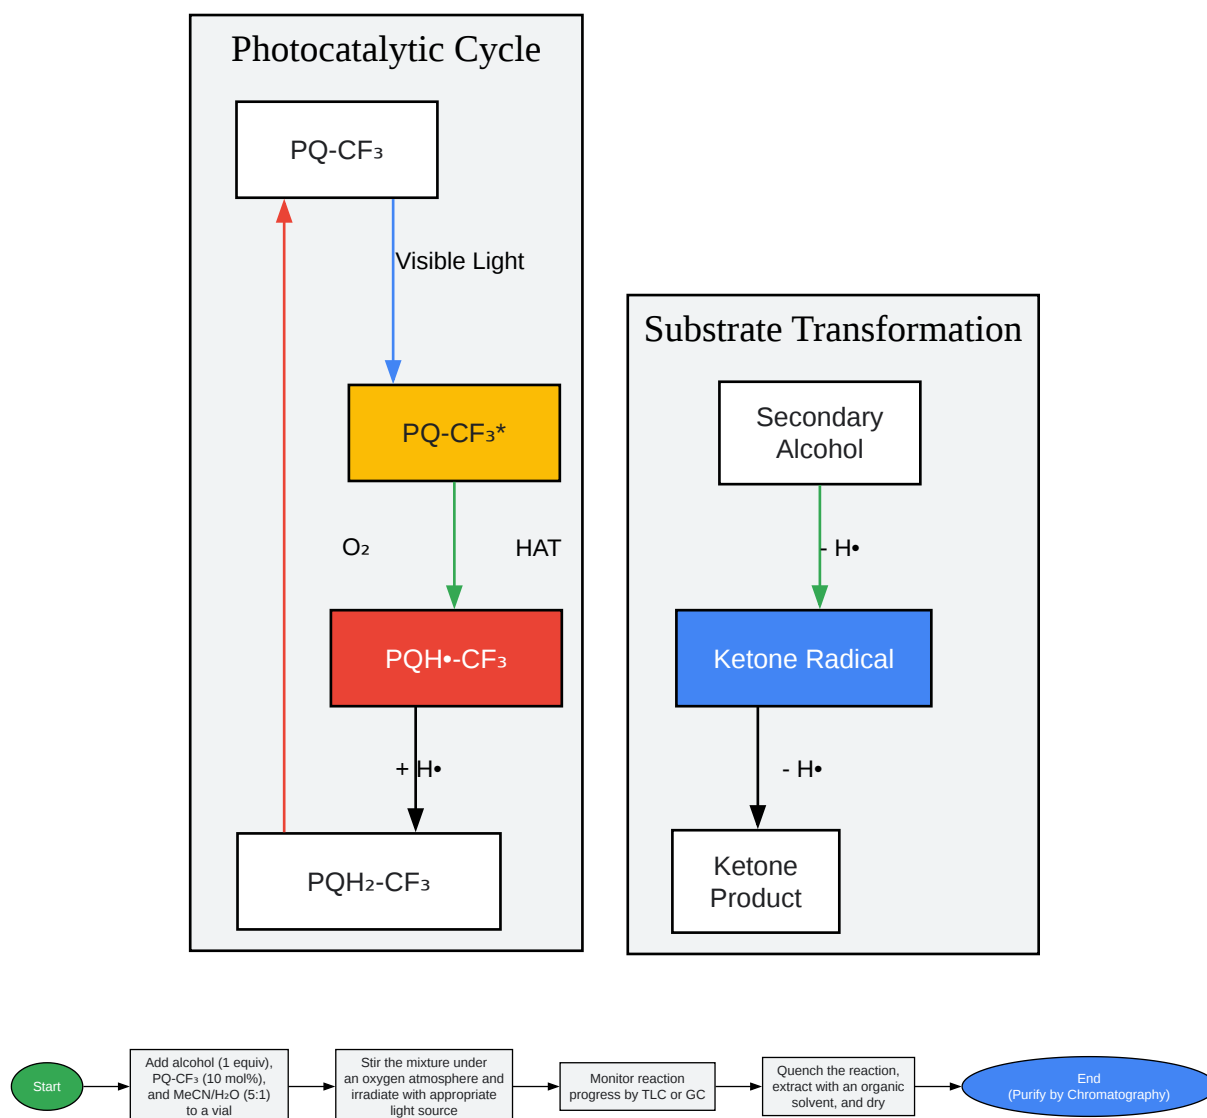 Photocatalytic Cycle
PQ-CF₃
Visible Light
PQ-CF₃*
O₂
HAT
PQH•-CF₃
+ H•
PQH₂-CF₃
Substrate Transformation
Secondary
Alcohol
- H•
Ketone Radical
- H•
Ketone
Product
Start
Add alcohol (1 equiv),
PQ-CF₃ (10 mol%),
and MeCN/H₂O (5:1)
to a vial
Stir the mixture under
an oxygen atmosphere and
irradiate with appropriate
light source
Monitor reaction
progress by TLC or GC
Quench the reaction,
extract with an organic
solvent, and dry
End
(Purify by Chromatography)